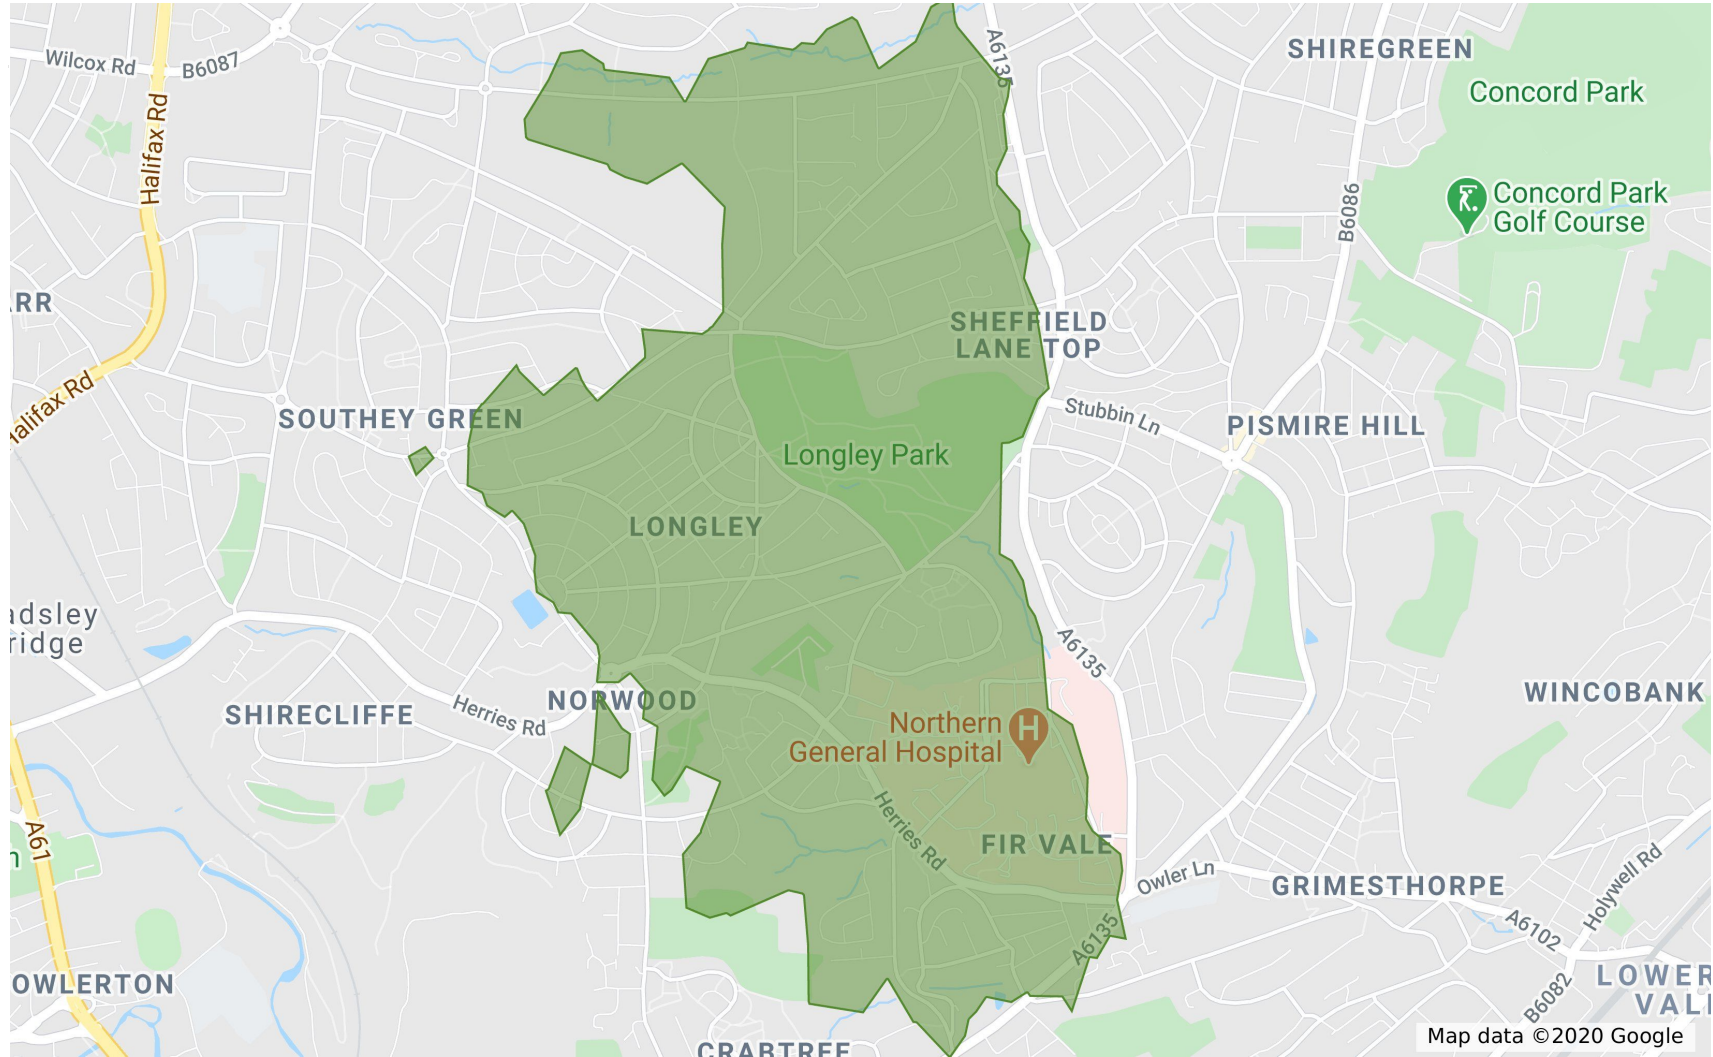 A6135
SHIREGREEN
Wilcox Rd
B6087
Concord Park
Halifax Rd
Concord Park
Golf Course
B6086
ARR
SHEFFIELD
LANE TOP
Halifax Rd
SOUTHEY GREEN
Stubbin Ln
PISMIRE HILL
Longley Park
LONGLEY
adsley
ridge
A6135
NORWOOD
WINCOBANK
SHIRECLIFFE
Herries Rd
Northern
General Hospital
H
Herries Rd
A61
n
FIR VALE
Owler Ln
GRIMESTHORPE
Holywell Rd
A6135
A6102
OWLERTON
LOWER
VAL
B6082
CRABTREE
Map data ©2020 Google